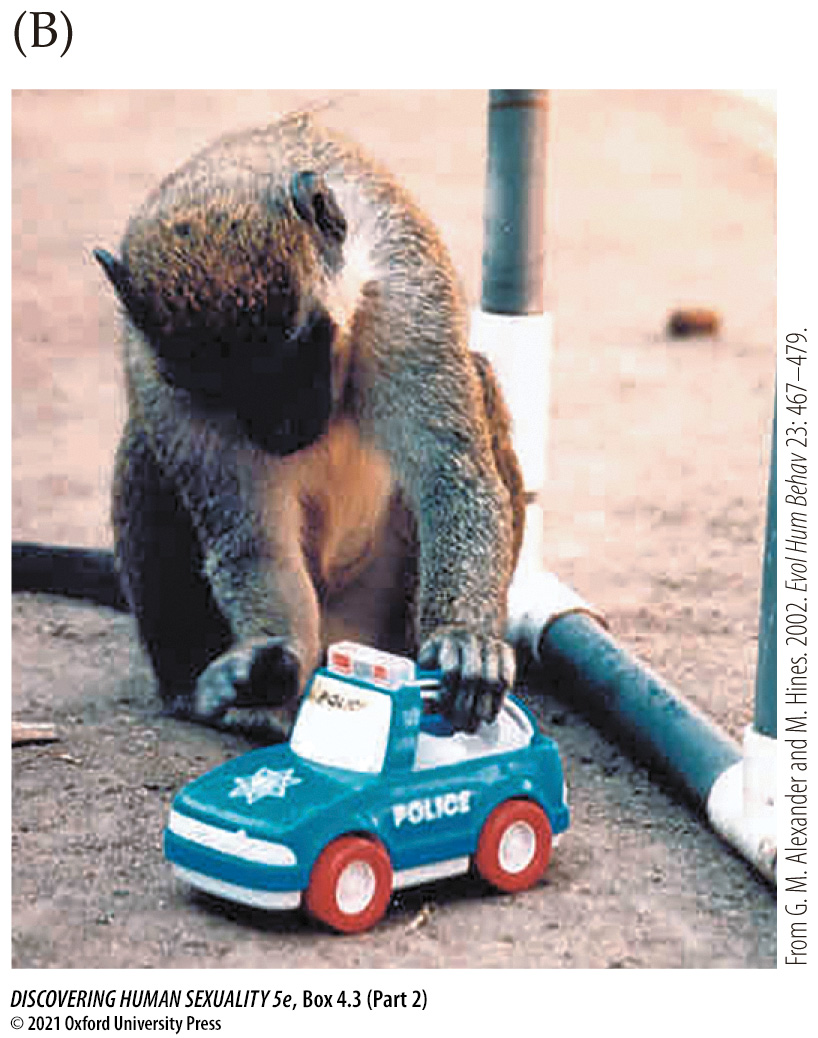 (B)
POLICE
POLICE
From G. M. Alexander and M. Hines. 2002. Evol Hum Behav 23: 467–479.
DISCOVERING HUMAN SEXUALITY 5e, Box 4.3 (Part 2)
© 2021 Oxford University Press